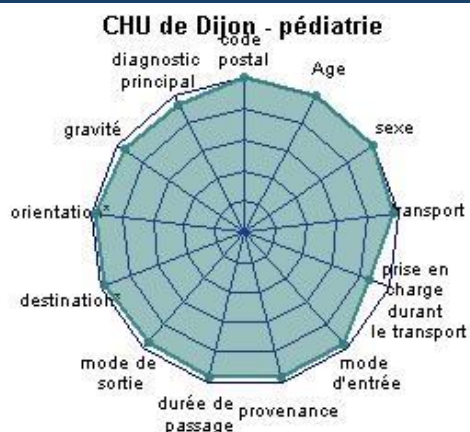 CHU de Dijon - pédiatrie
code
postal
Age
sexe
transport
prise en
charge
durant
le transport
mode
d'entrée
provenance
durée de
passage
mode de
sortie
destination*
orientation*
gravité
diagnostic
principal